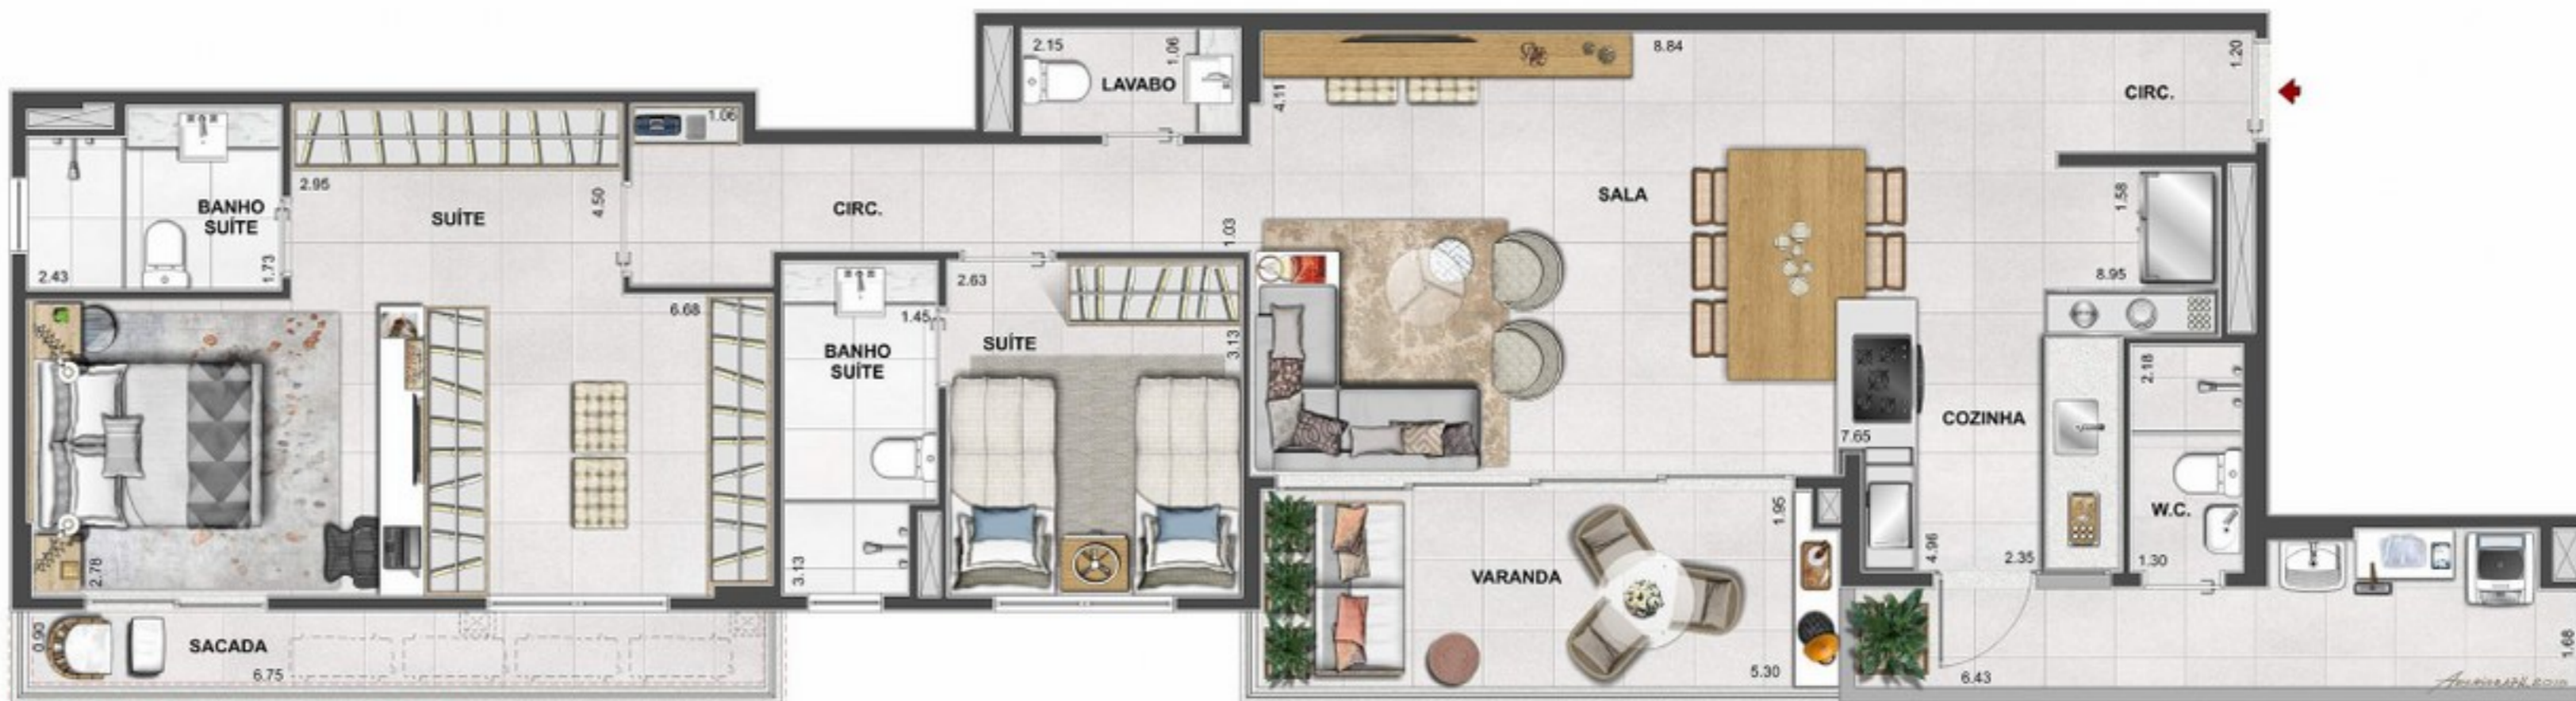 2.15
1.06
LAVABO
8.84
1.20
CIRC.
4.11
1.06
2.95
4.50
BANHO
SUÍTE
SUÍTE
CIRC.
SALA
1.58
2.43
1.73
1.03
8.95
2.63
6.68
1.45
SUÍTE
3.13
BANHO
SUÍTE
2.18
COZINHA
7.65
1.95
W.C.
4.96
2.35
1.30
2.78
3.13
VARANDA
0.90
SACADA
6.75
5.30
6.43
1.68